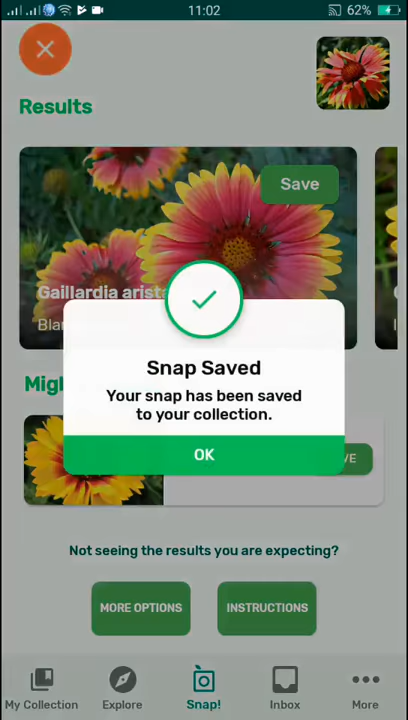 11:02
62%
Results
Save
Gaillardia arista
Bla
Snap Saved
Your snap has been saved
to your collection.
OK
Not seeing the results you are expecting?
MORE OPTIONS
INSTRUCTIONS
My Collection
Explore
Snap!
Inbox
More